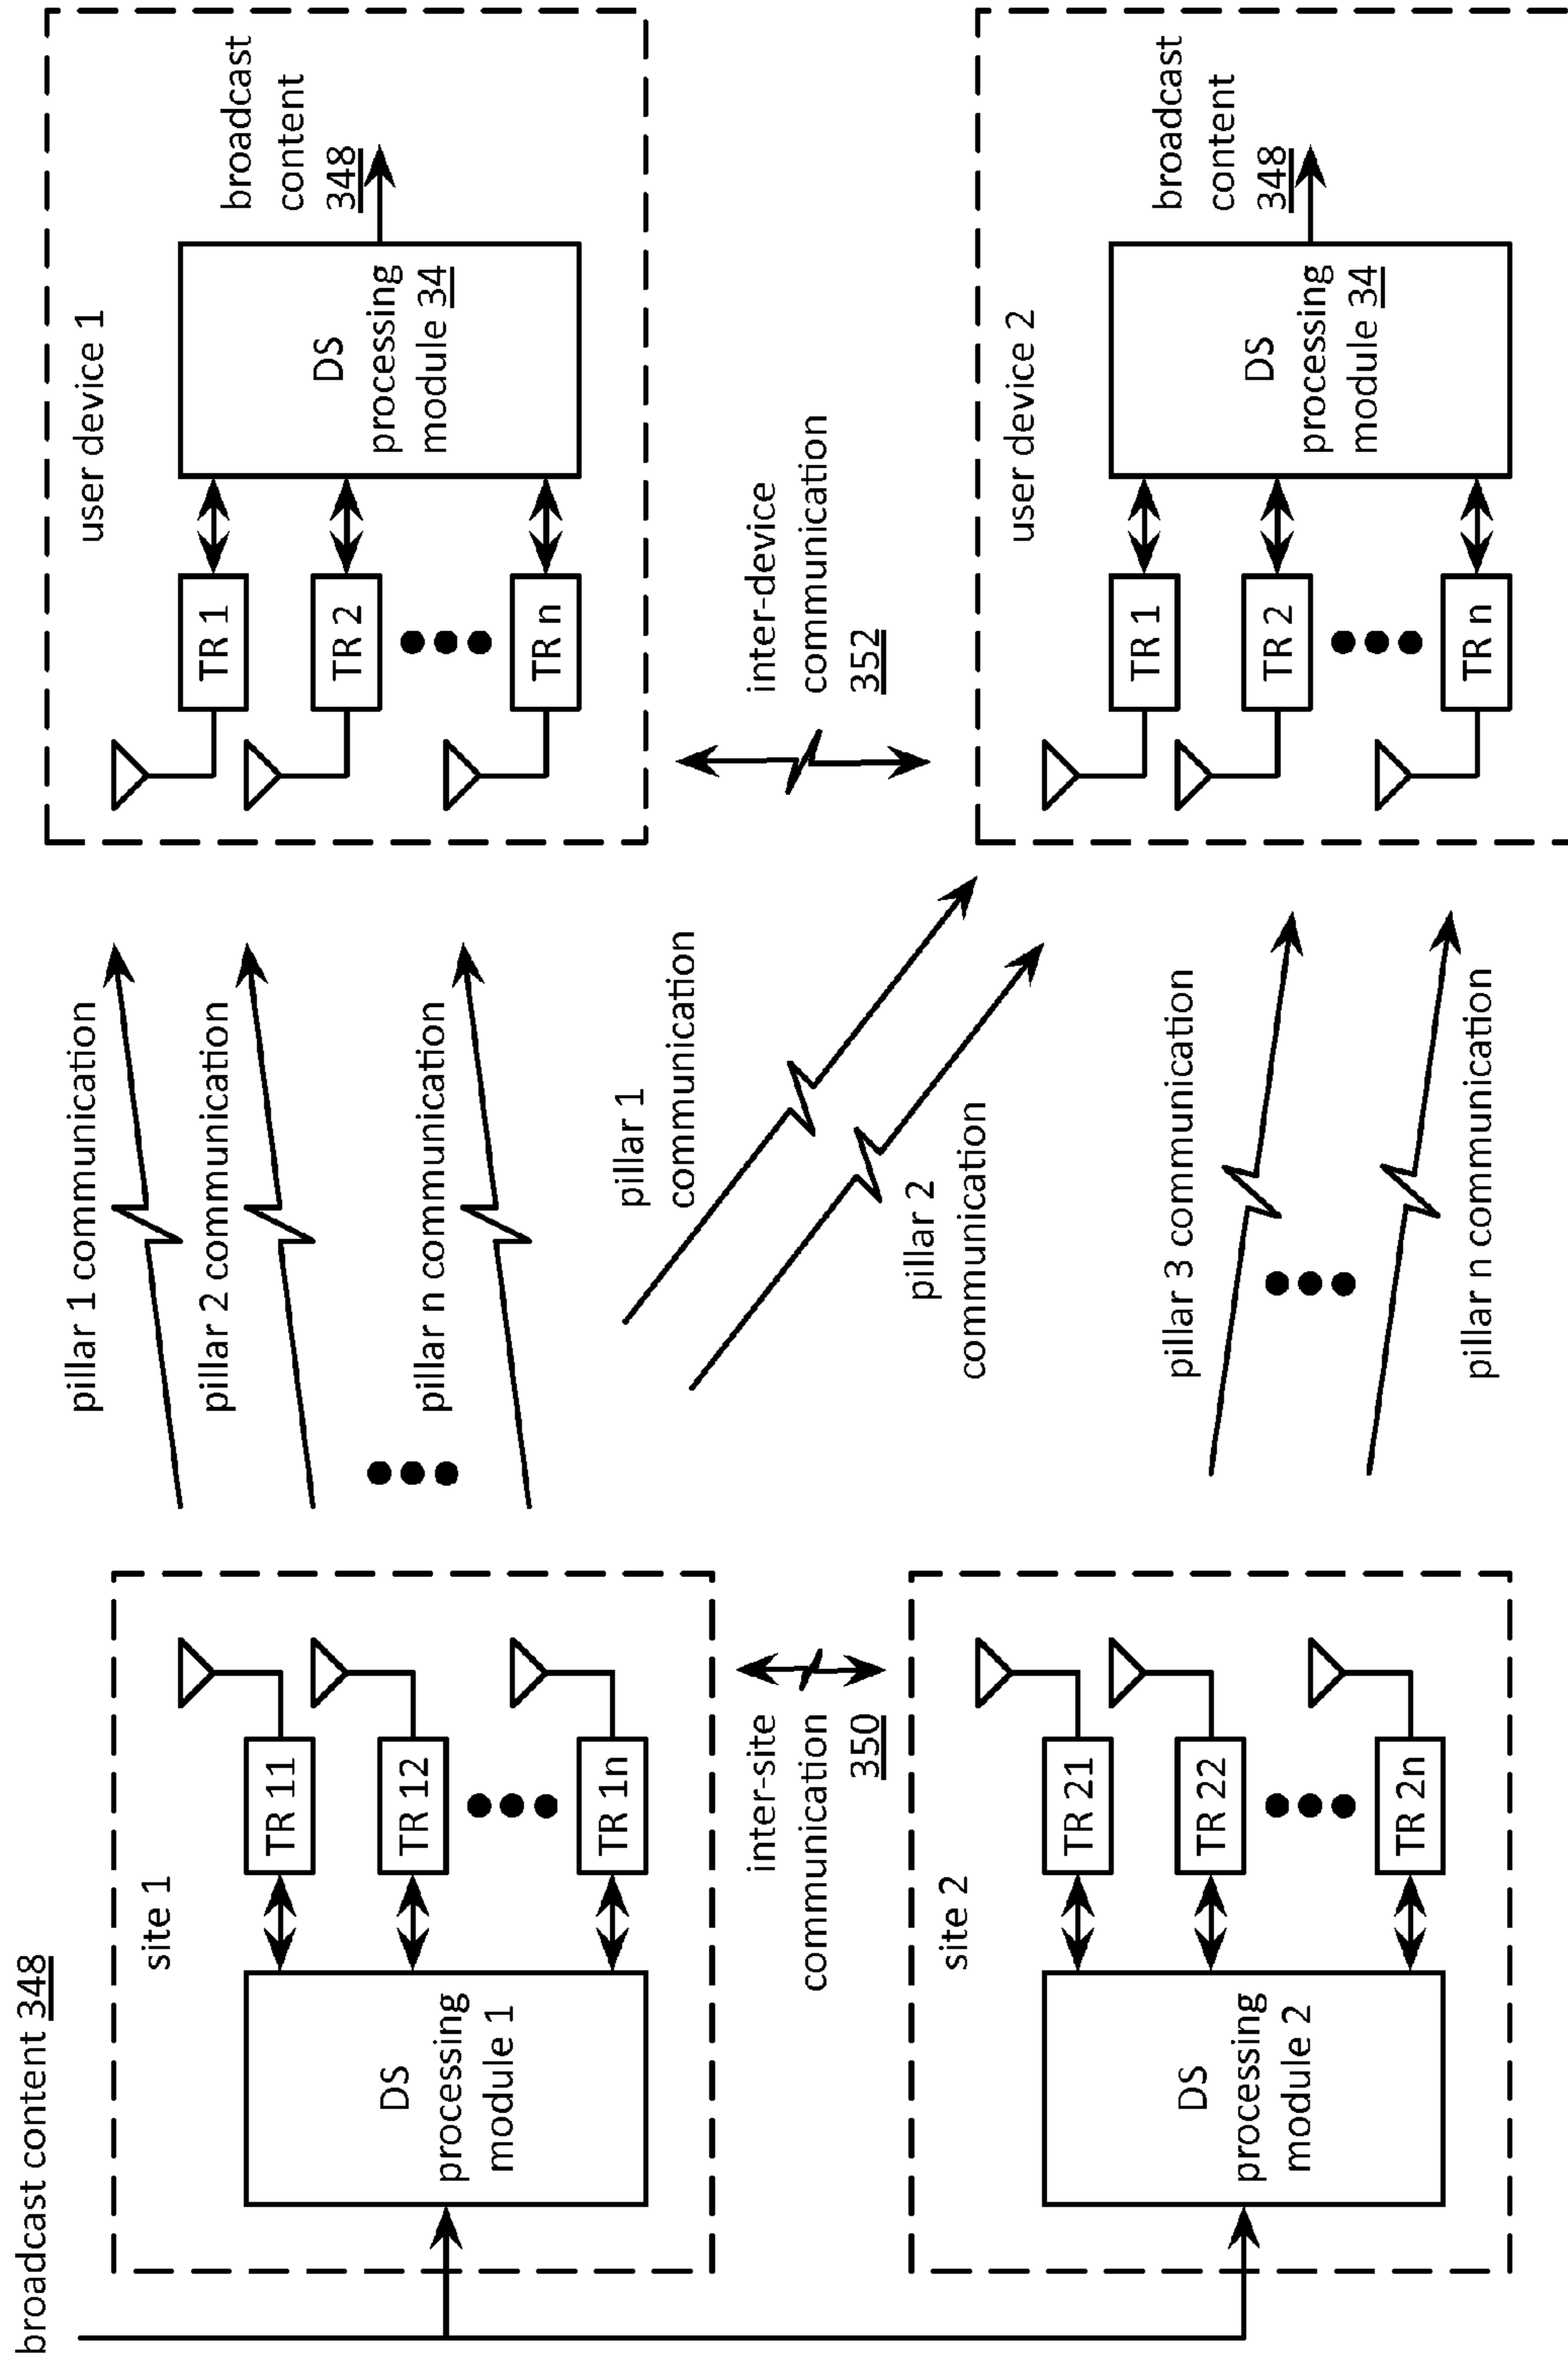 broadcast content 348
site 1
DS
processing
module 1
TR 11
TR 12
TR 1n
inter-site
communication
350
site 2
DS
processing
module 2
TR 21
TR 22
TR 2n
pillar 1 communication
pillar 2 communication
pillar n communication
pillar 1
communication
pillar 2
communication
pillar 3 communication
pillar n communication
user device 1
TR 1
TR 2
TR n
DS
processing
module 34
broadcast
content
348
inter-device
communication
352
user device 2
TR 1
TR 2
TR n
DS
processing
module 34
broadcast
content
348